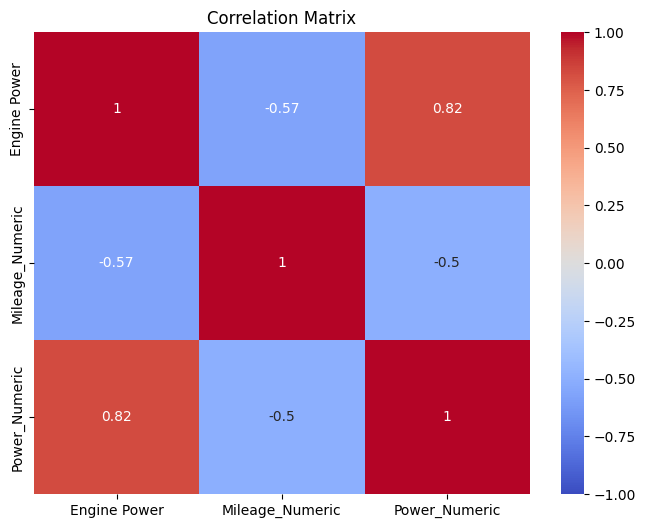 Correlation Matrix
Engine Power
1
-0.57
0.82
Mileage_Numeric
-0.57
1
-0.5
Power_Numeric
0.82
-0.5
1
Engine Power
Mileage_Numeric
Power_Numeric
1.00
0.75
0.50
0.25
0.00
−0.25
−0.50
−0.75
−1.00